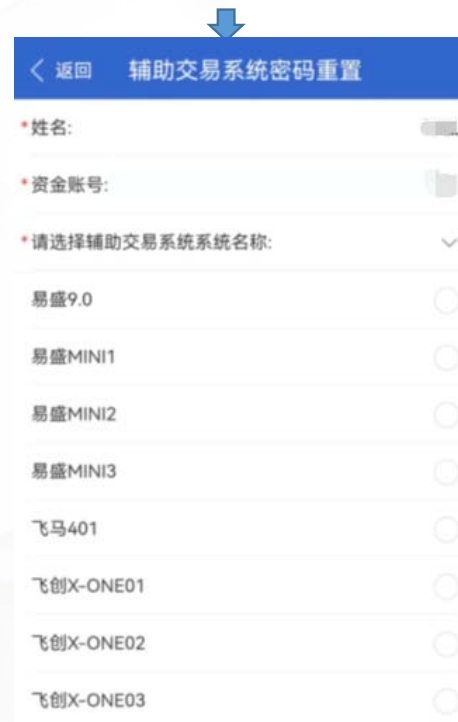 < 返回 辅助交易系统密码重置
*姓名:
*资金账号:
*请选择辅助交易系统系统名称:
易盛9.0
易盛MINI1
易盛MINI2
易盛MINI3
飞马401
飞创X-ONE01
飞创X-ONE02
飞创X-ONE03